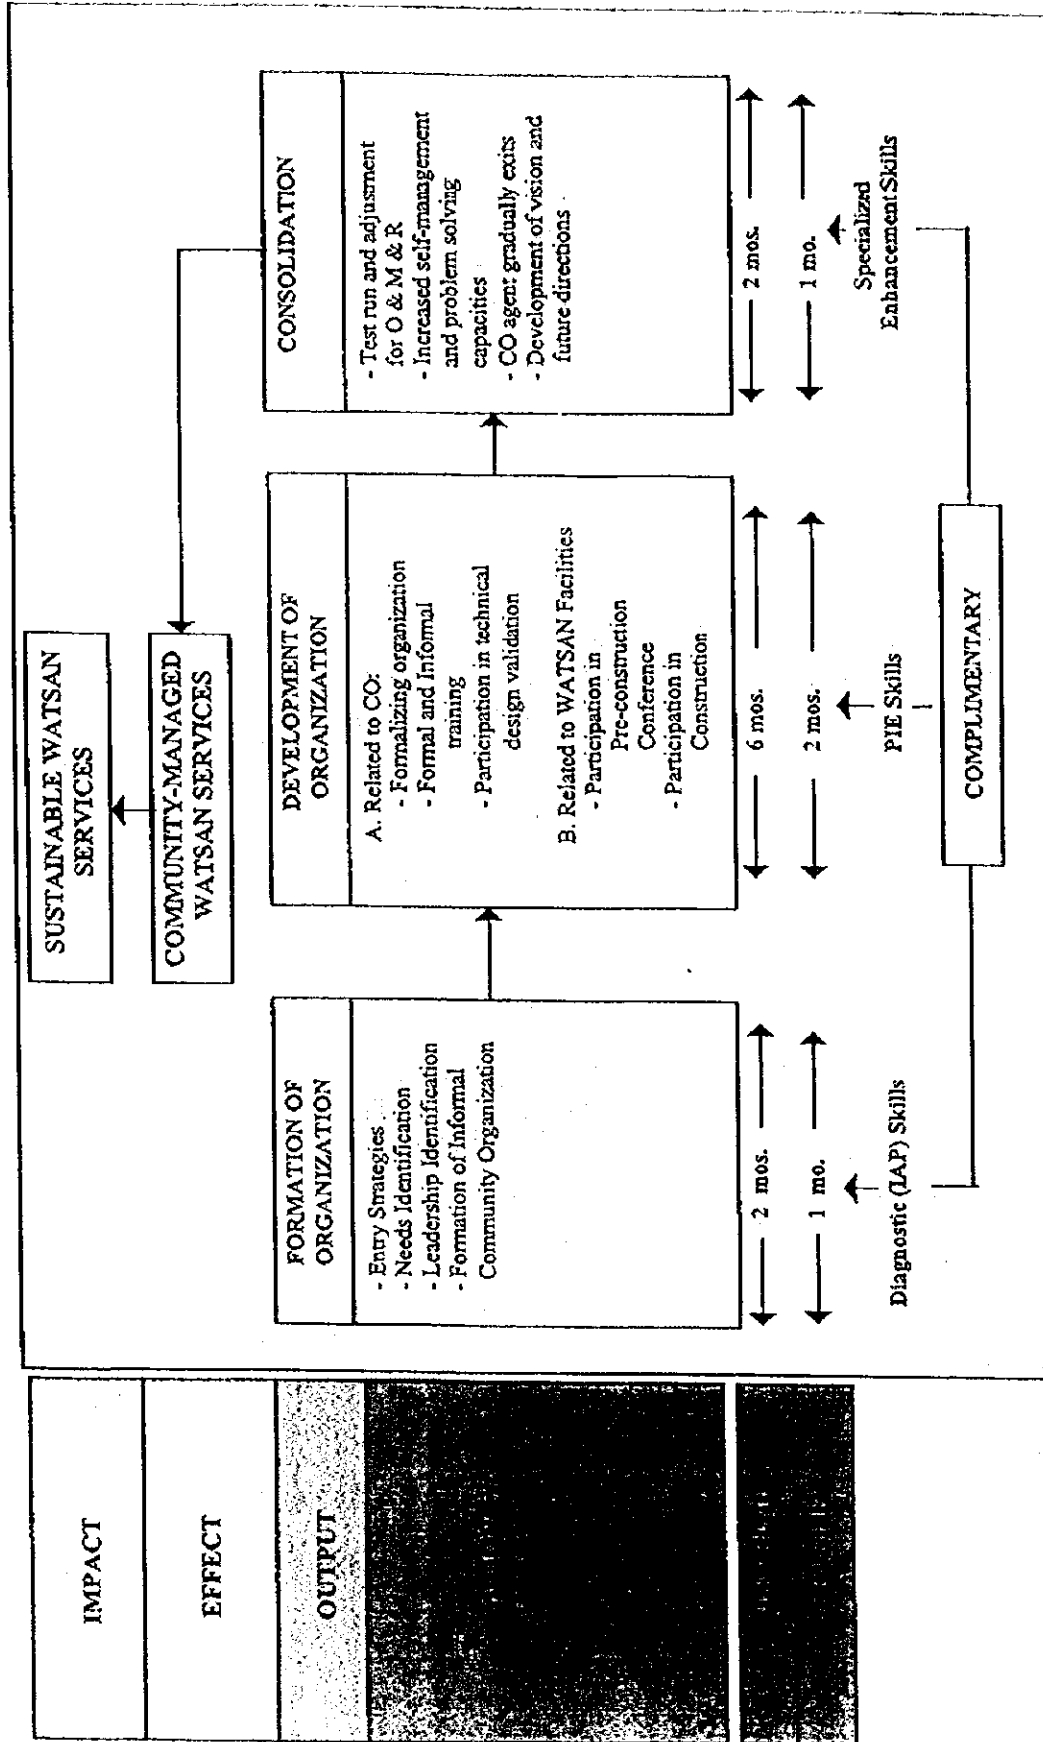 IMPACT
EFFECT
OUTPUT
SUSTAINABLE WATSAN
SERVICES
COMMUNITY-MANAGED
WATSAN SERVICES
FORMATION OF
ORGANIZATION
- Entry Strategies
- Needs Identification
- Leadership Identification
- Formation of Informal
Community Organization
2 mos.
1 mo.
Diagnostic (IAP) Skills
DEVELOPMENT OF
ORGANIZATION
A. Related to CO:
- Formalizing organization
- Formal and Informal
training
- Participation in technical
design validation
B. Related to WATSAN Facilities
- Participation in
Pre-construction
Conference
- Participation in
Construction
6 mos.
2 mos.
PIE Skills
CONSOLIDATION
- Test run and adjustment
for O & M & R
- Increased self-management
and problem solving
capacities
- CO agent gradually exits
- Development of vision and
future directions
2 mos.
1 mo.
Specialized
Enhancement Skills
COMPLIMENTARY